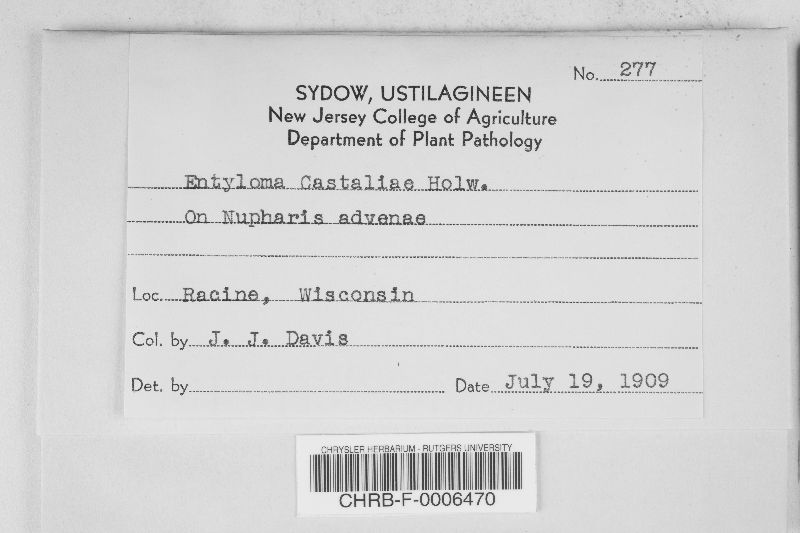 No. 277
SYDOW, USTILAGINEEN
New Jersey College of Agriculture
Department of Plant Pathology
Entyloma Castaliae Holw.
On Nupharis advenae
Loc. Racine, Wisconsin
Col. by J. J. Davis
Det. by Date July 19, 1909
CHRYSLER HERBARIUM - RUTGERS UNIVERSITY
CHRB-F-0006470